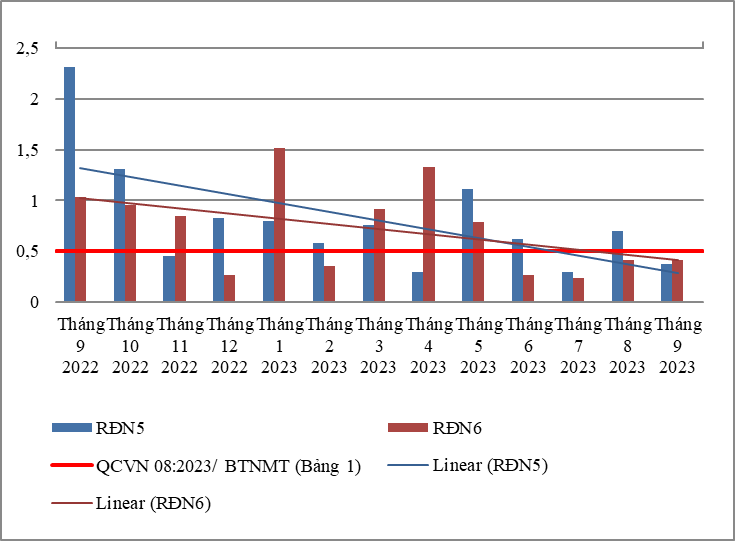 2,5
2
1,5
1
0,5
0
Tháng Tháng Tháng Tháng Tháng Tháng Tháng Tháng Tháng Tháng Tháng Tháng Tháng
9 10 11 12 1 2 3 4 5 6 7 8 9
2022 2022 2022 2022 2023 2023 2023 2023 2023 2023 2023 2023 2023
RĐN5 RĐN6
QCVN 08:2023/ BTNMT (Bảng 1) Linear (RĐN5)
Linear (RĐN6)